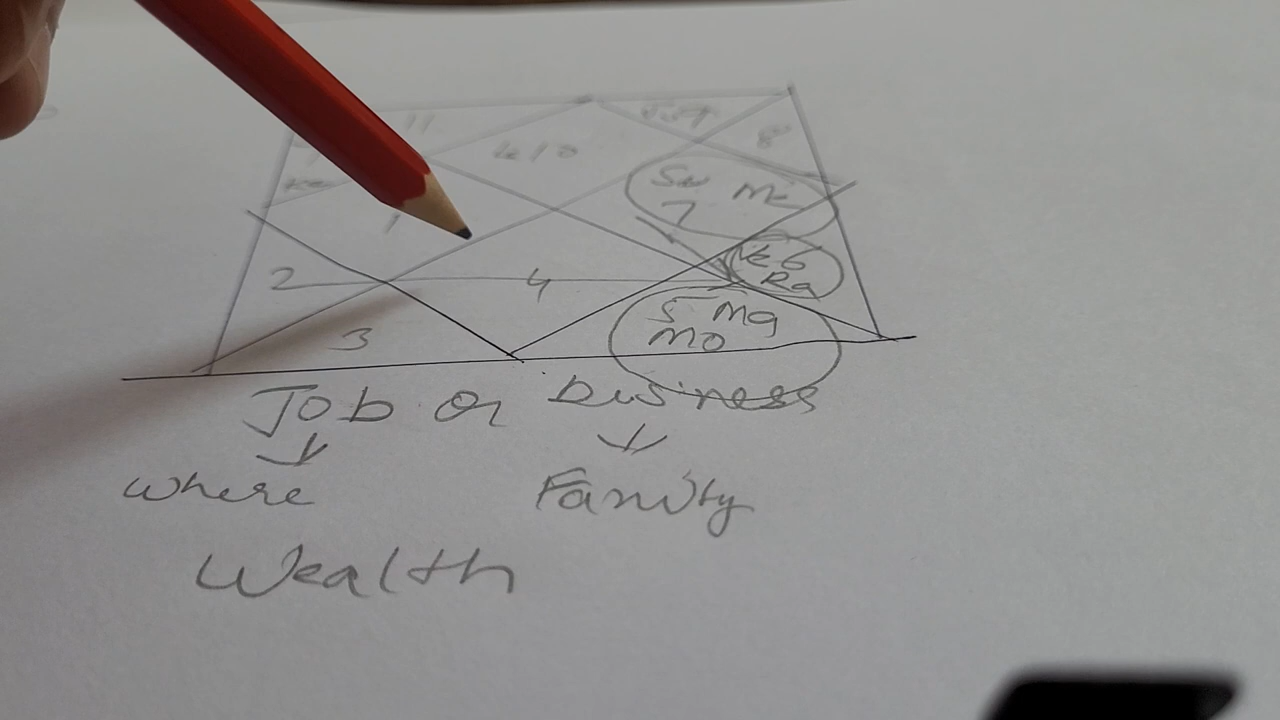 11
8
Su Me
7
1
Ve 6
Ra
2
4
5 Ma
Mo
3
Job or business
where Family
Wealth